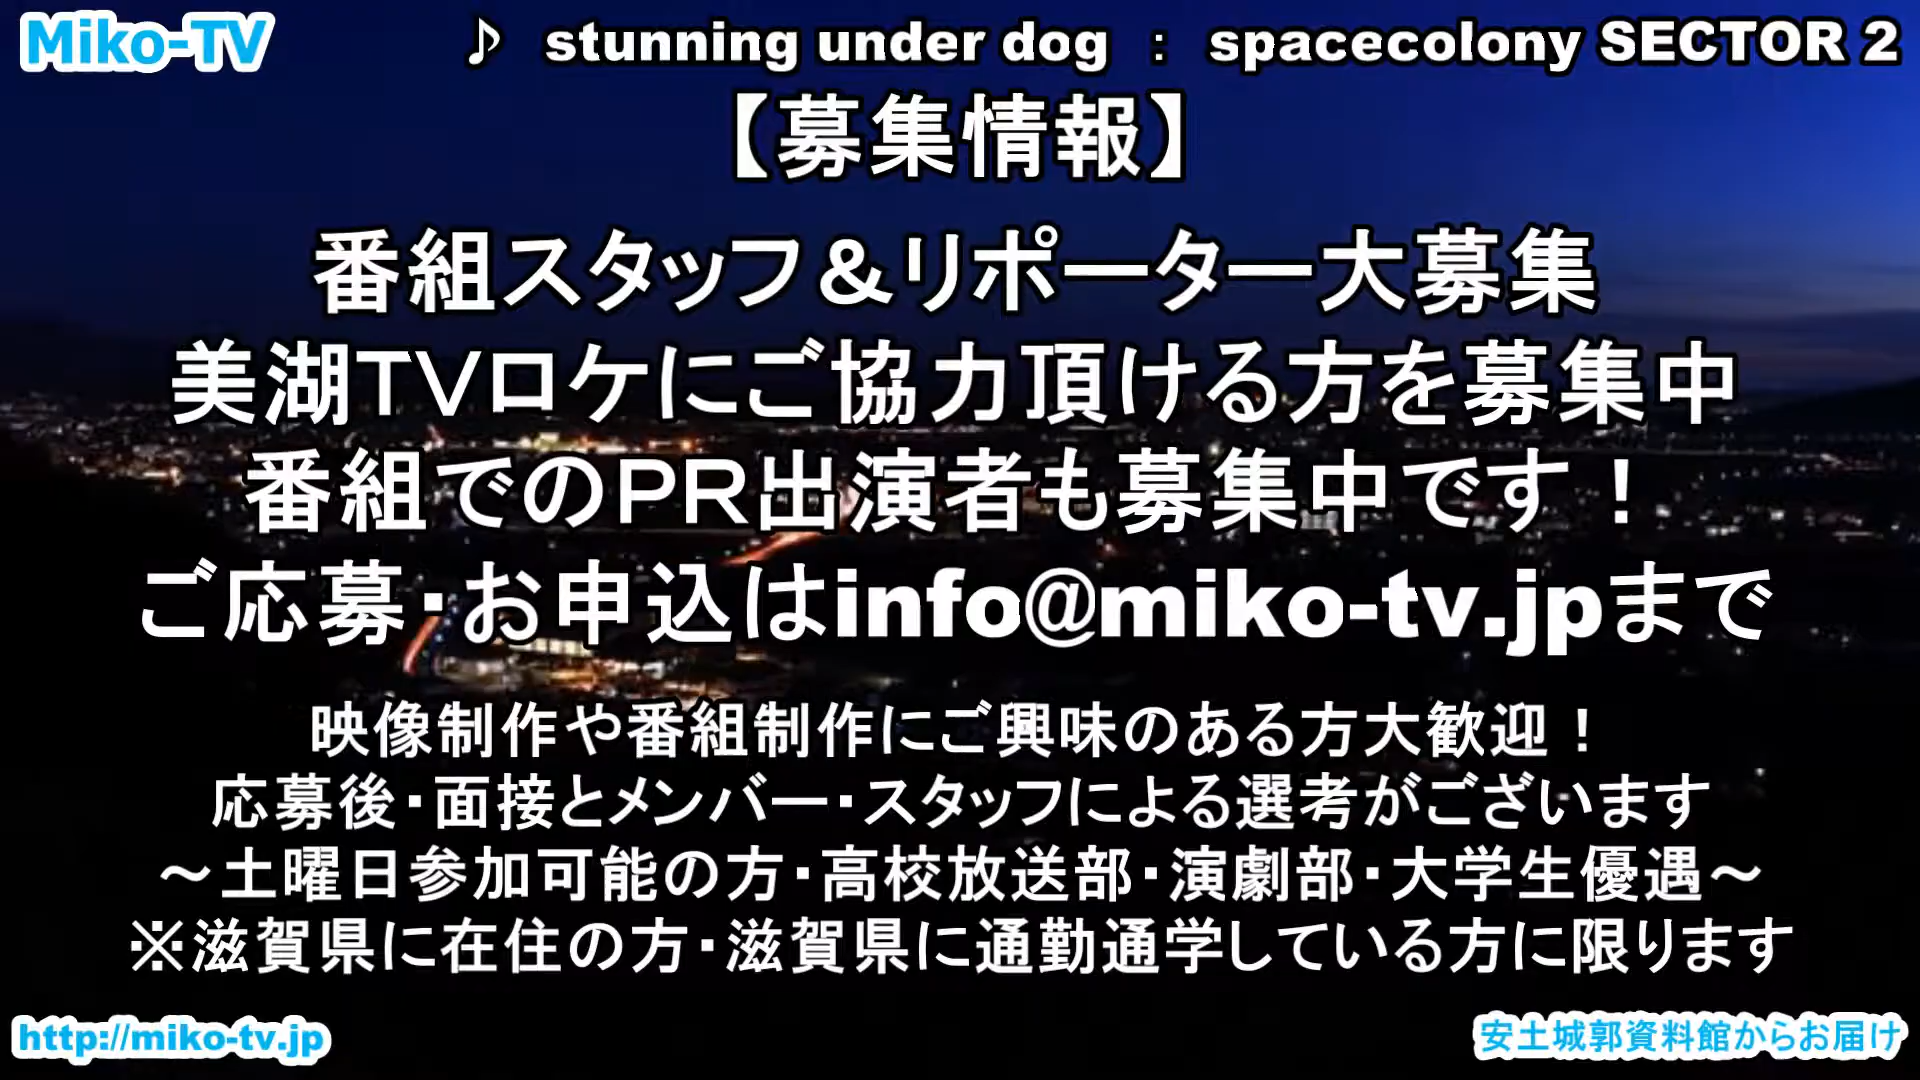 Miko-TV
♪ stunning under dog : spacecolony SECTOR 2
【募集情報】
番組スタッフ＆リポーター大募集
美湖ＴＶロケにご協力頂ける方を募集中
番組でのＰＲ出演者も募集中です！
ご応募・お申込はinfo@miko-tv.jpまで
映像制作や番組制作にご興味のある方大歓迎！
応募後・面接とメンバー・スタッフによる選考がございます
～土曜日参加可能の方・高校放送部・演劇部・大学生優遇～
※滋賀県に在住の方・滋賀県に通勤通学している方に限ります
http://miko-tv.jp
安土城郭資料館からお届け